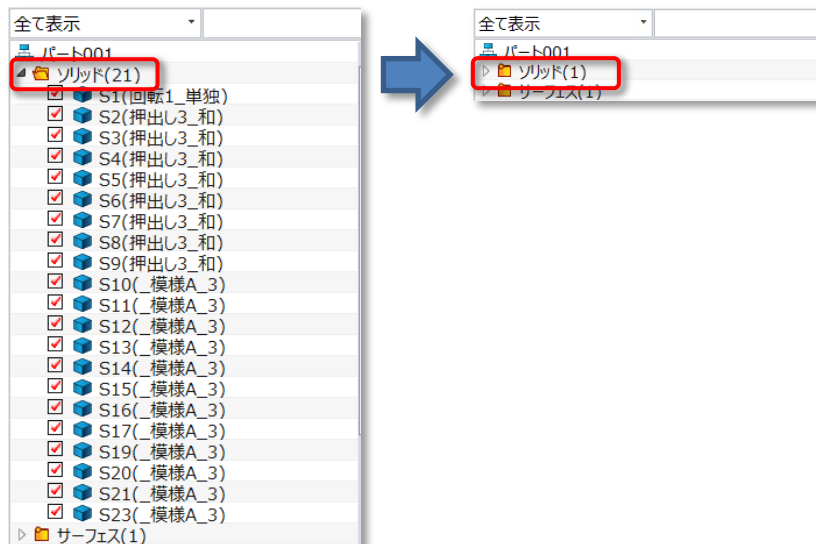 全て表示
パート001
ソリッド(21)
S1(回転1_単独)
S2(押出し3_和)
S3(押出し3_和)
S4(押出し3_和)
S5(押出し3_和)
S6(押出し3_和)
S7(押出し3_和)
S8(押出し3_和)
S9(押出し3_和)
S10(_模様A_3)
S11(_模様A_3)
S12(_模様A_3)
S13(_模様A_3)
S14(_模様A_3)
S15(_模様A_3)
S16(_模様A_3)
S17(_模様A_3)
S19(_模様A_3)
S20(_模様A_3)
S21(_模様A_3)
S23(_模様A_3)
サーフェス(1)
全て表示
パート001
ソリッド(1)
サーフェス(1)